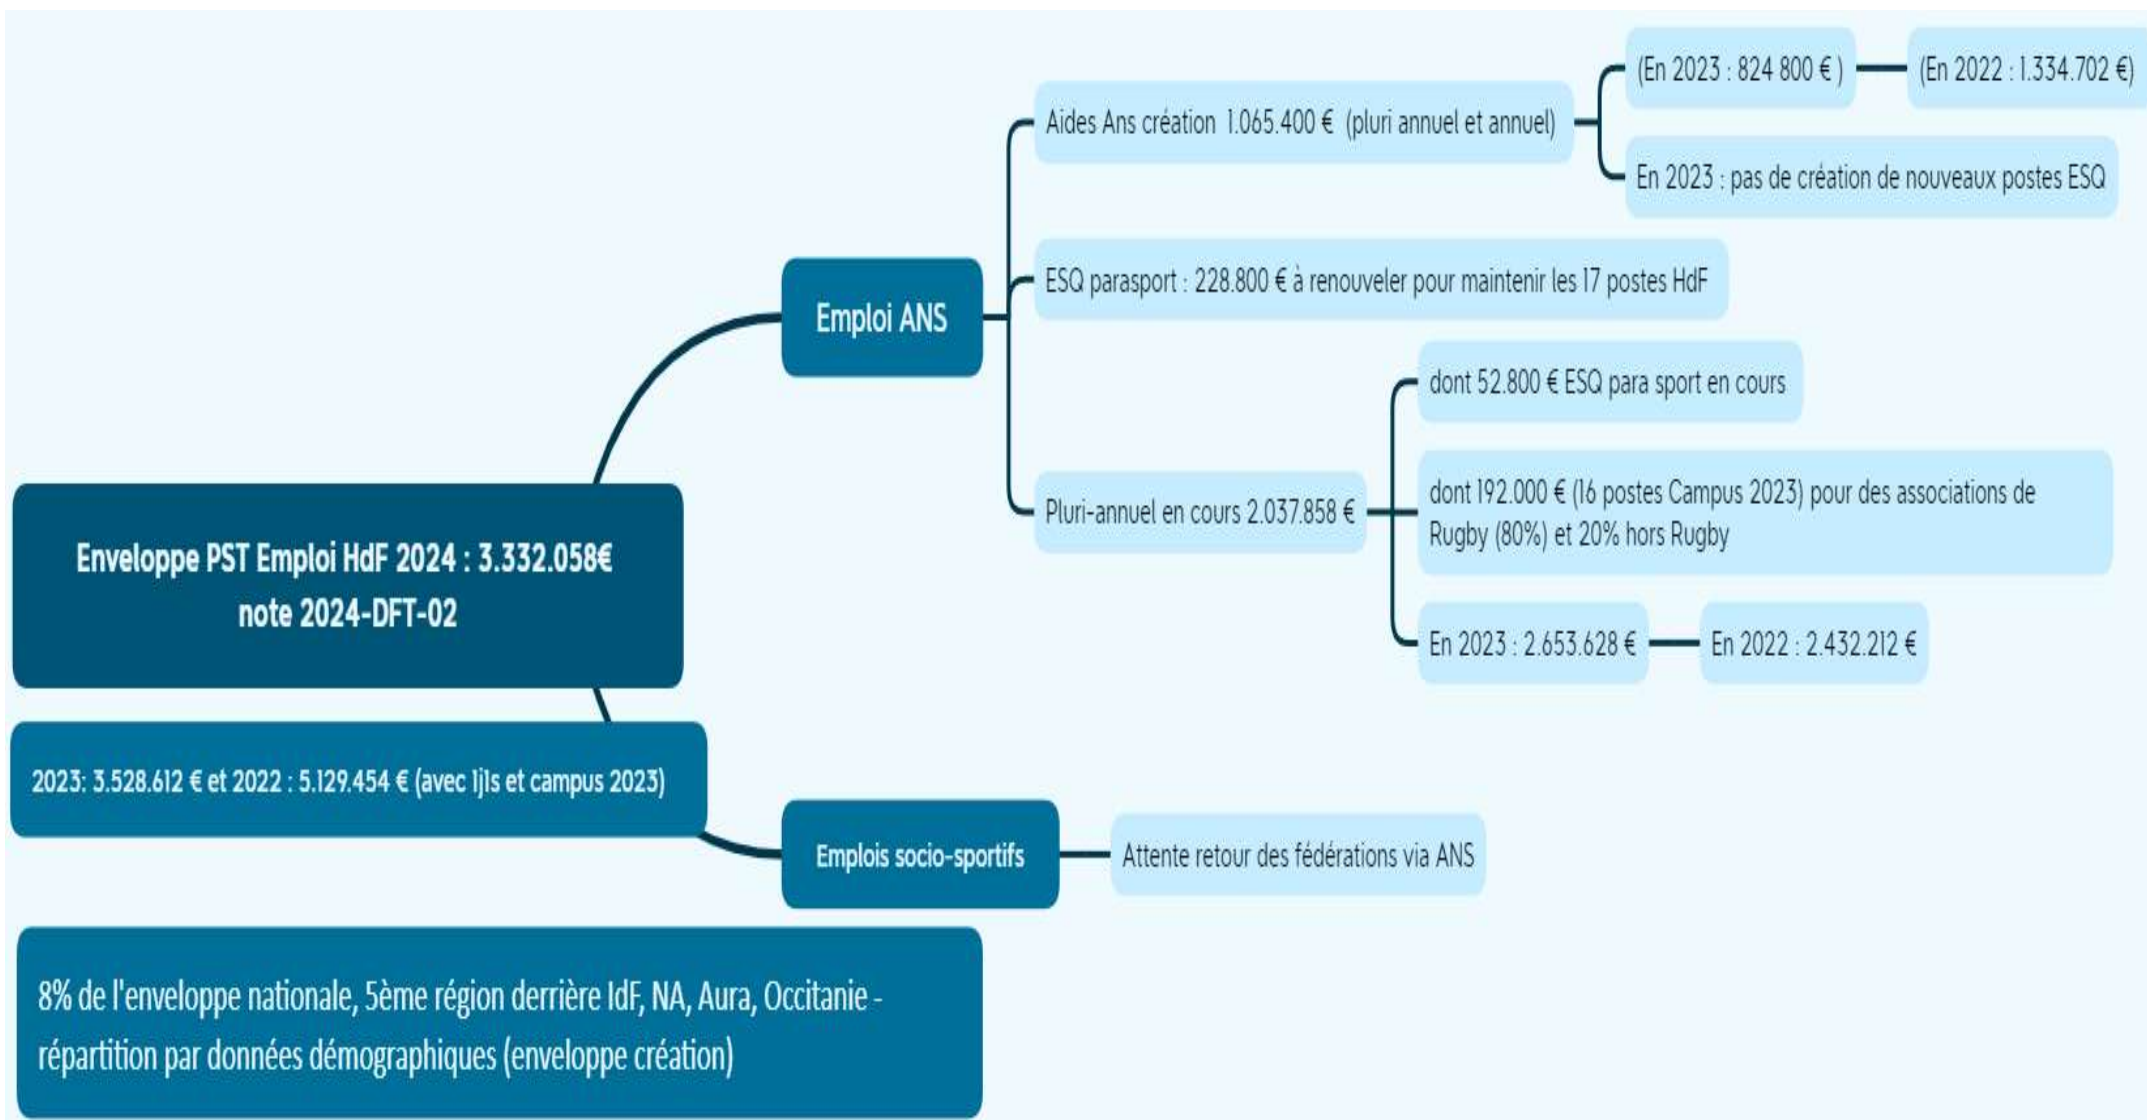 Enveloppe PST Emploi HdF 2024 : 3.332.058€
note 2024-DFT-02
2023: 3.528.612 € et 2022 : 5.129.454 € (avec 1j1s et campus 2023)
8% de l'enveloppe nationale, 5ème région derrière IdF, NA, Aura, Occitanie -
répartition par données démographiques (enveloppe création)
Emploi ANS
Aides Ans création 1.065.400 € (pluri annuel et annuel)
(En 2023 : 824 800 € )
(En 2022 : 1.334.702 €)
En 2023 : pas de création de nouveaux postes ESQ
ESQ parasport : 228.800 € à renouveler pour maintenir les 17 postes HdF
Pluri-annuel en cours 2.037.858 €
dont 52.800 € ESQ para sport en cours
dont 192.000 € (16 postes Campus 2023) pour des associations de
Rugby (80%) et 20% hors Rugby
En 2023 : 2.653.628 €
En 2022 : 2.432.212 €
Emplois socio-sportifs
Attente retour des fédérations via ANS